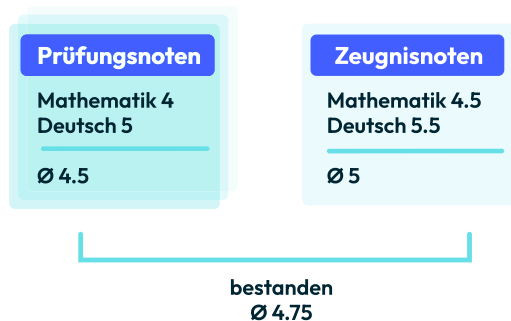 Prüfungsnoten
Mathematik 4
Deutsch 5
Ø 4.5
Zeugnisnoten
Mathematik 4.5
Deutsch 5.5
Ø 5
bestanden
Ø 4.75